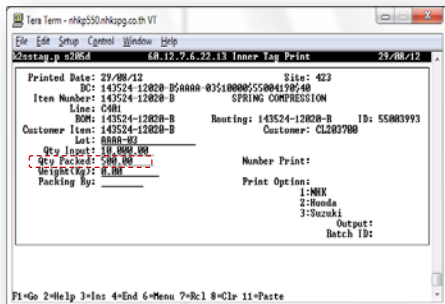 Tera Term - nhkp550.nhkspg.co.th VT
File Edit Setup Control Window Help
k2sstag.p s205d 60.12.7.6.22.13 Inner Tag Print 29/08/12
Printed Date: 29/08/12 Site: 423
DC: 143524-12020-B$AAAA-03$10000$55004190$40
Item Number: 143524-12020-B SPRING COMPRESSION
Line: C401
BOM: 143524-12020-B Routing: 143524-12020-B ID: 55003993
Customer Item: 143524-12020-B Customer: CL203700
Lot: AAAA-03
Qty Input: 10,000.00
Qty Packed: 500.00 Number Print:
Weight(Kg): 0.00
Packing By: Print Option:
1:NHK
2:Honda
3:Suzuki
Output:
Batch ID:
F1=Go 2=Help 3=Ins 4=End 6=Menu 7=Rcl 8=Clr 11=Paste